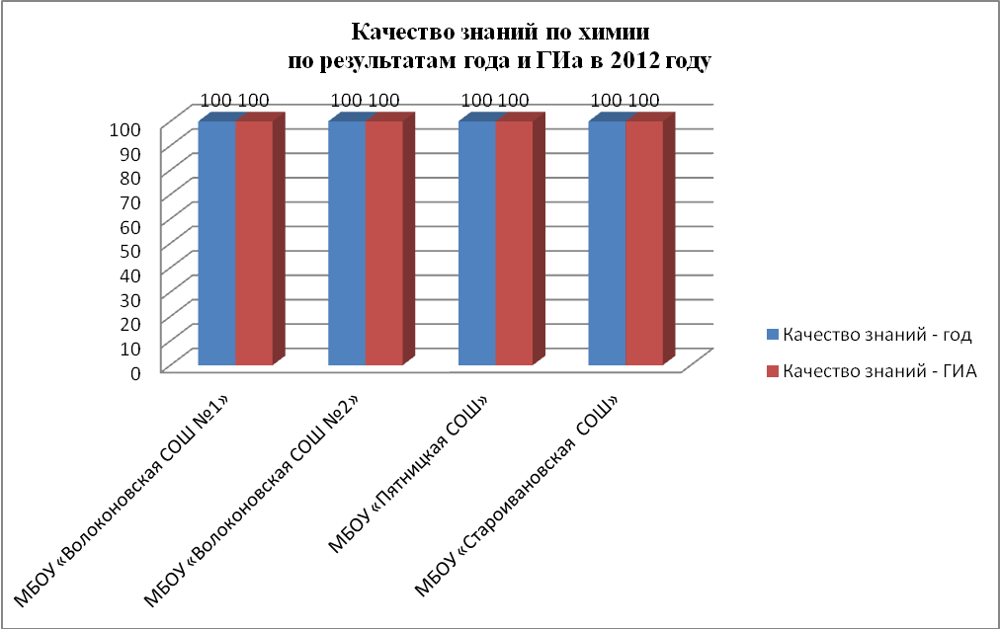 Качество знаний по химии
по результатам года и ГИа в 2012 году
100 100 100 100 100 100 100 100
100
90
80
70
60
50
40
30
20
10
0
Качество знаний - год
Качество знаний - ГИА
МБОУ «Волоконовская СОШ №1»
МБОУ «Волоконовская СОШ №2»
МБОУ «Пятницкая СОШ»
МБОУ «Староивановская СОШ»